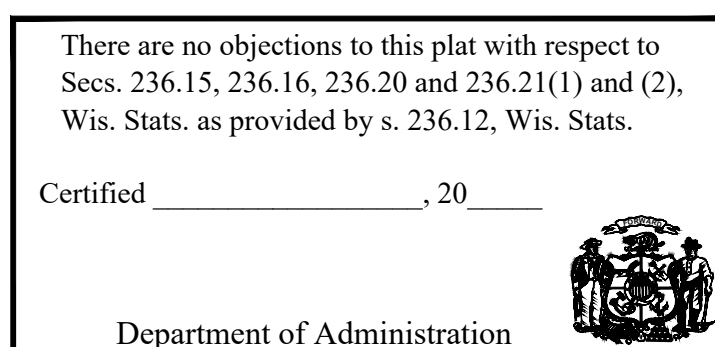 There are no objections to this plat with respect to
Secs. 236.15, 236.16, 236.20 and 236.21(1) and (2),
Wis. Stats. as provided by s. 236.12, Wis. Stats.
Certified __________________, 20_____
FORWARD
Department of Administration